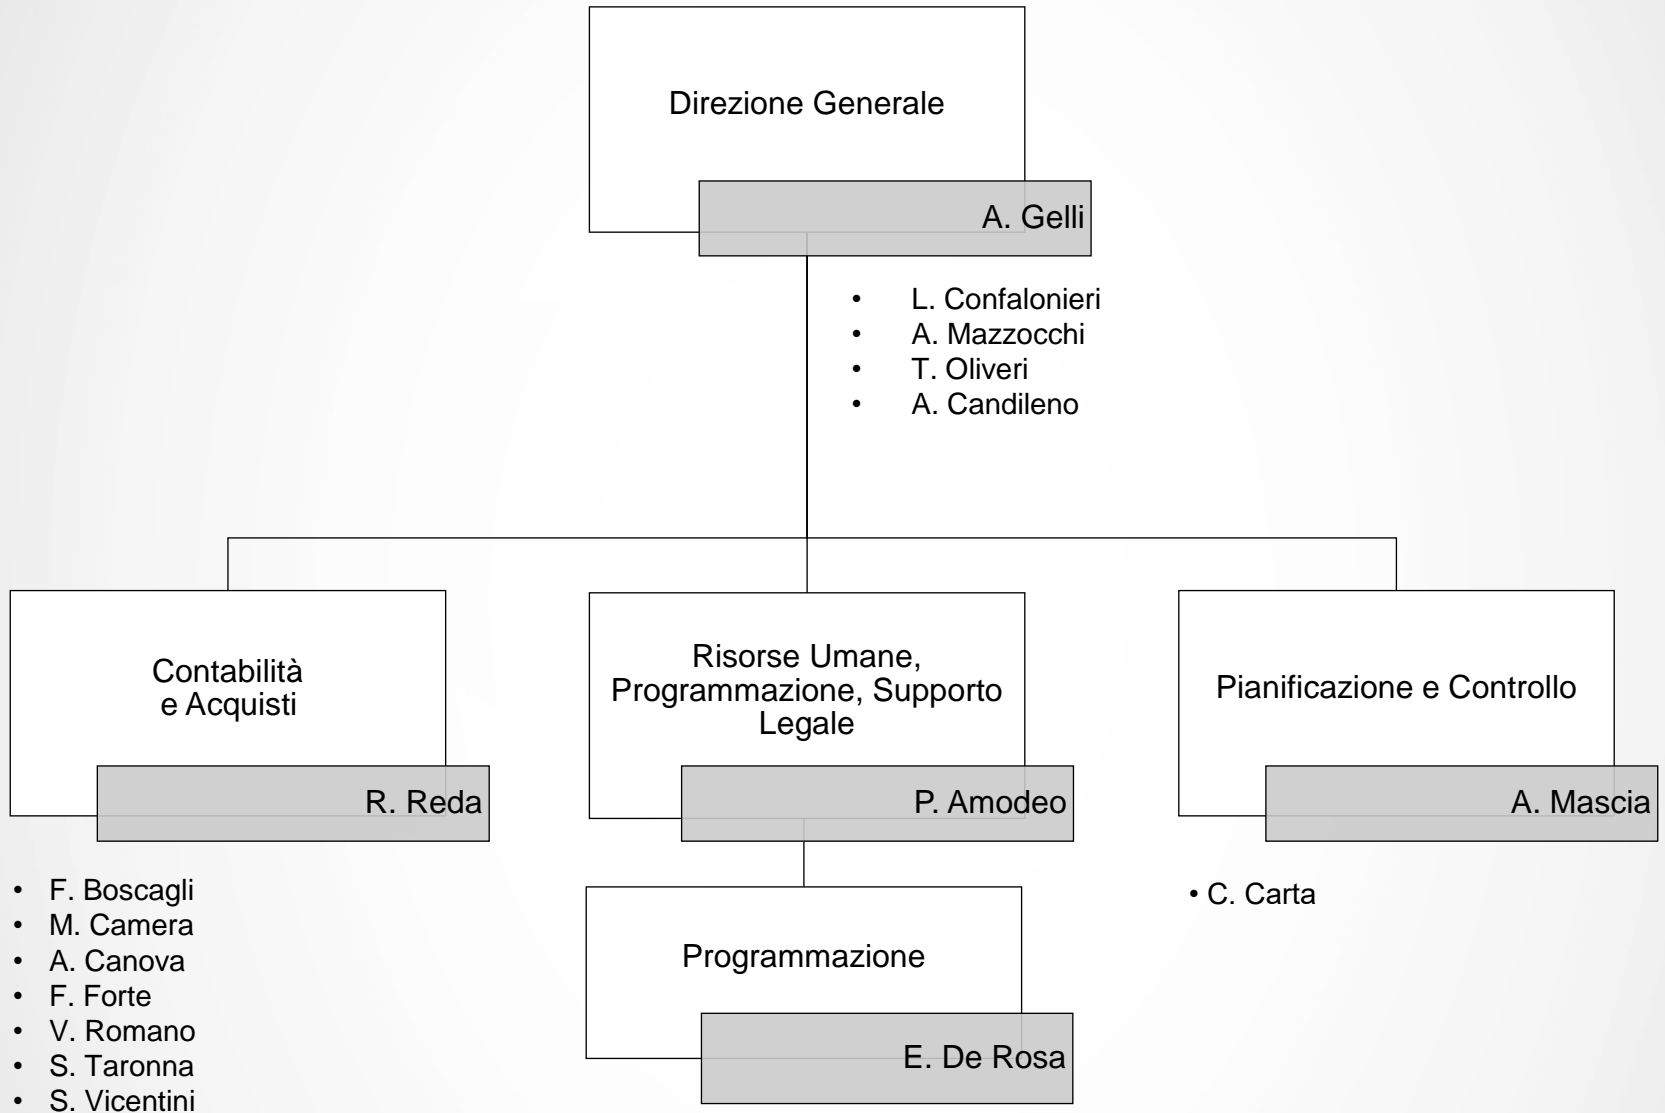 Direzione Generale
A. Gelli
• L. Confalonieri
• A. Mazzocchi
• T. Oliveri
• A. Candileno
Contabilità
e Acquisti
R. Reda
Risorse Umane,
Programmazione, Supporto
Legale
P. Amodeo
Pianificazione e Controllo
A. Mascia
• F. Boscagli
• M. Camera
• A. Canova
• F. Forte
• V. Romano
• S. Taronna
• S. Vicentini
Programmazione
E. De Rosa
• C. Carta